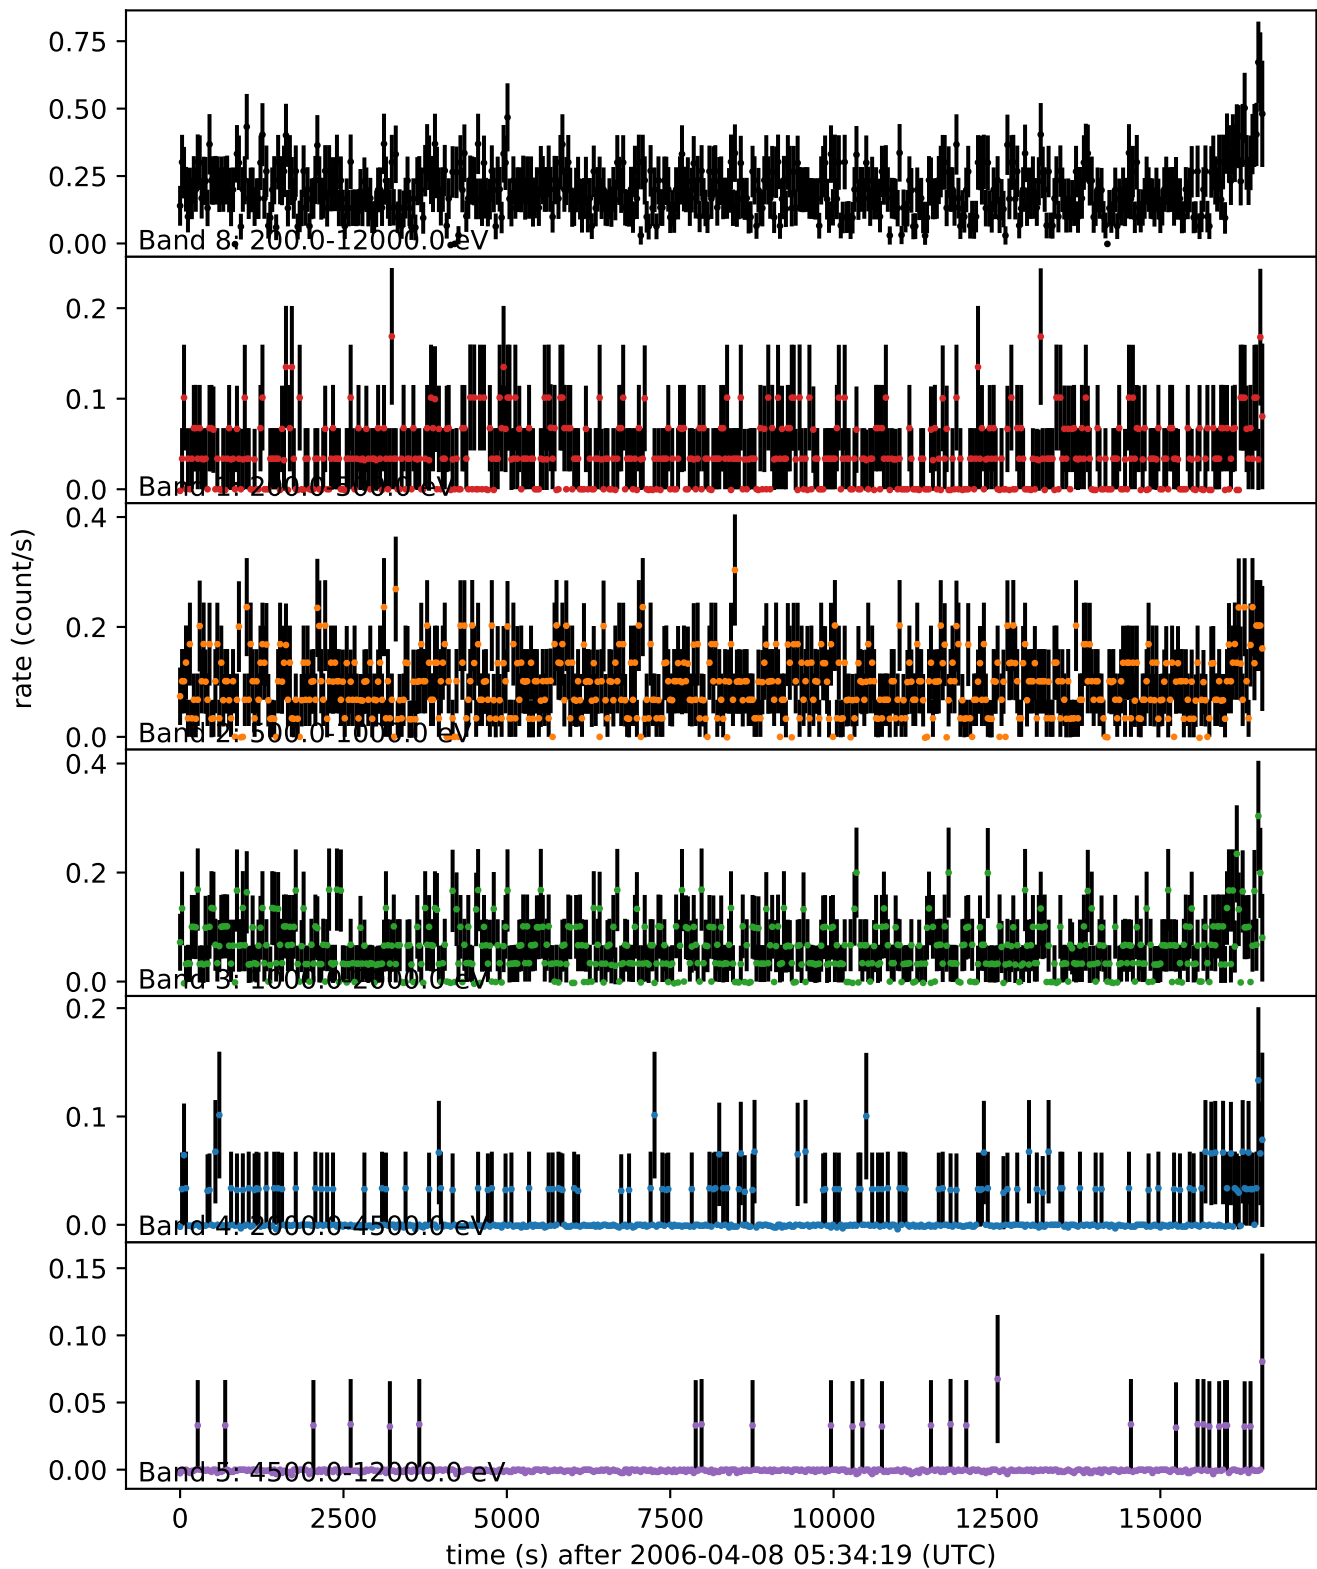 0.75
0.50
0.25
0.00
Band 8: 200.0-12000.0 eV
0.2
0.1
0.0
Band 1: 200.0-500.0 eV
0.4
0.2
0.0
Band 2: 500.0-1000.0 eV
rate (count/s)
0.4
0.2
0.0
Band 3: 1000.0-2000.0 eV
0.2
0.1
0.0
Band 4: 2000.0-4500.0 eV
0.15
0.10
0.05
0.00
Band 5: 4500.0-12000.0 eV
0 2500 5000 7500 10000 12500 15000
time (s) after 2006-04-08 05:34:19 (UTC)